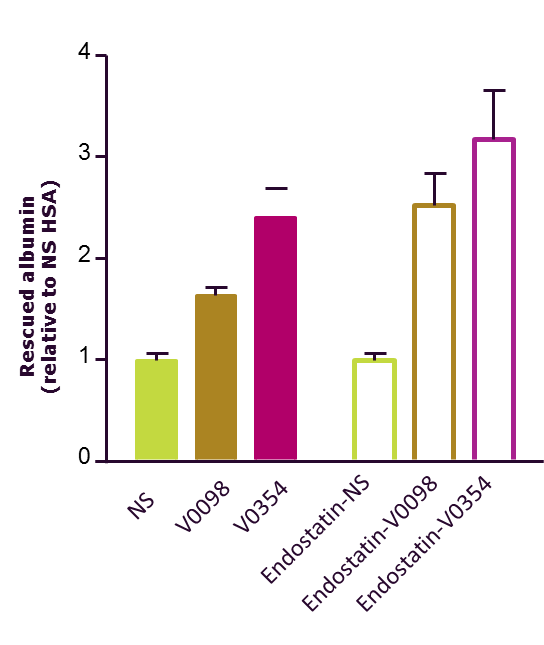 4
3
2
1
0
Rescued albumin
(relative to NS HSA)
NS
V0098
V0354
Endostatin-NS
Endostatin-V0098
Endostatin-V0354